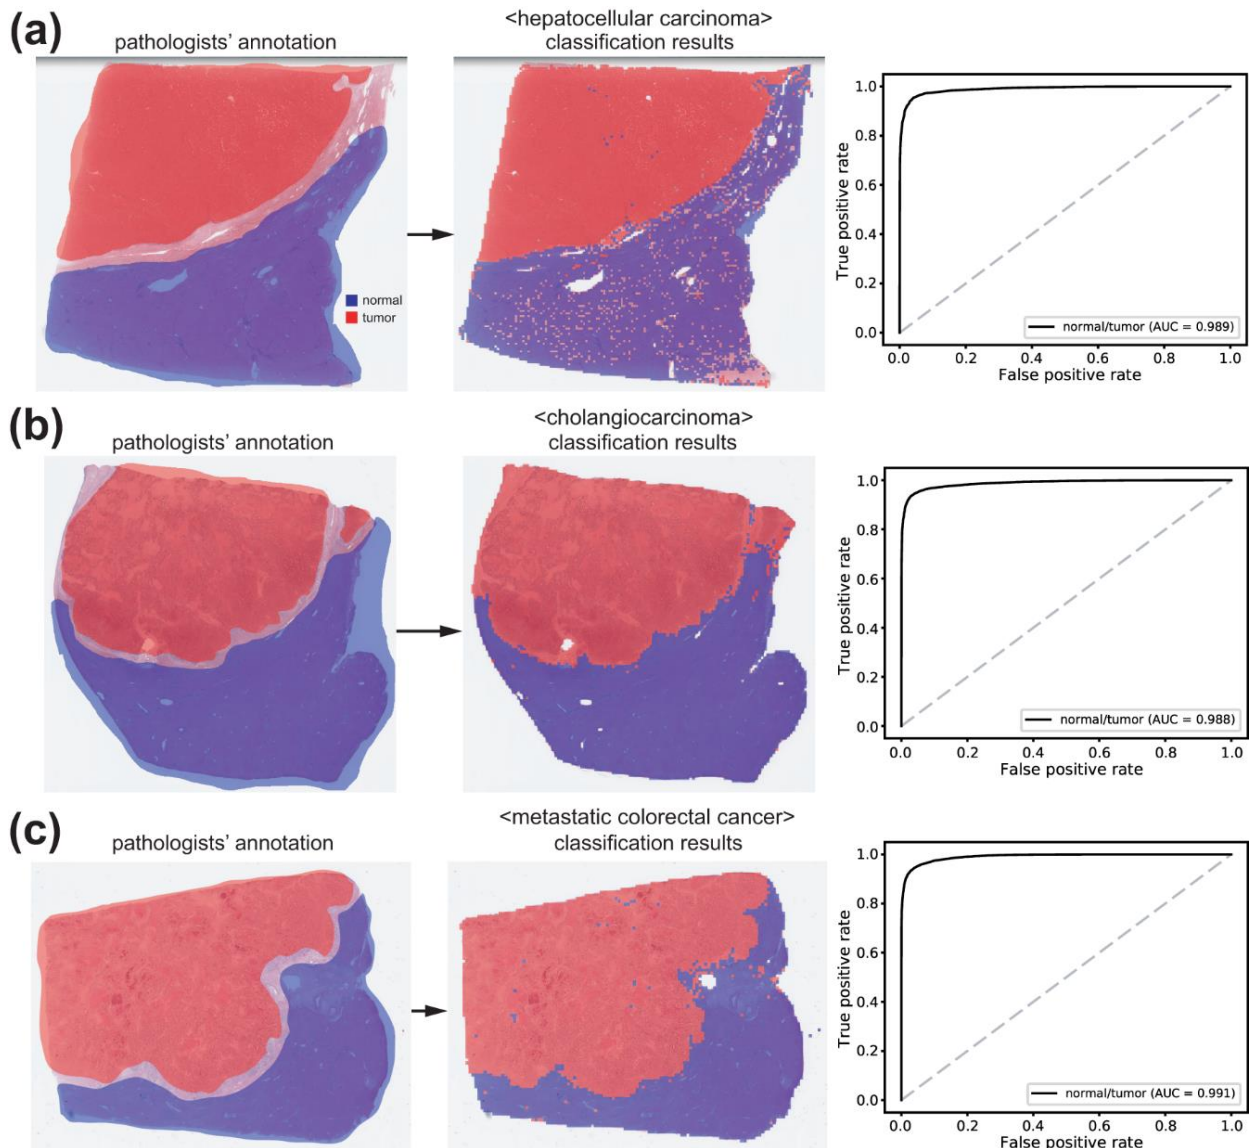 (a)
pathologists' annotation
<hepatocellular carcinoma>
classification results
normal
tumor
1.0
0.8
0.6
0.4
0.2
0.0
True positive rate
normal/tumor (AUC = 0.989)
0.0 0.2 0.4 0.6 0.8 1.0
False positive rate
(b)
pathologists' annotation
<cholangiocarcinoma>
classification results
1.0
0.8
0.6
0.4
0.2
0.0
True positive rate
normal/tumor (AUC = 0.988)
0.0 0.2 0.4 0.6 0.8 1.0
False positive rate
(c)
pathologists' annotation
<metastatic colorectal cancer>
classification results
1.0
0.8
0.6
0.4
0.2
0.0
True positive rate
normal/tumor (AUC = 0.991)
0.0 0.2 0.4 0.6 0.8 1.0
False positive rate